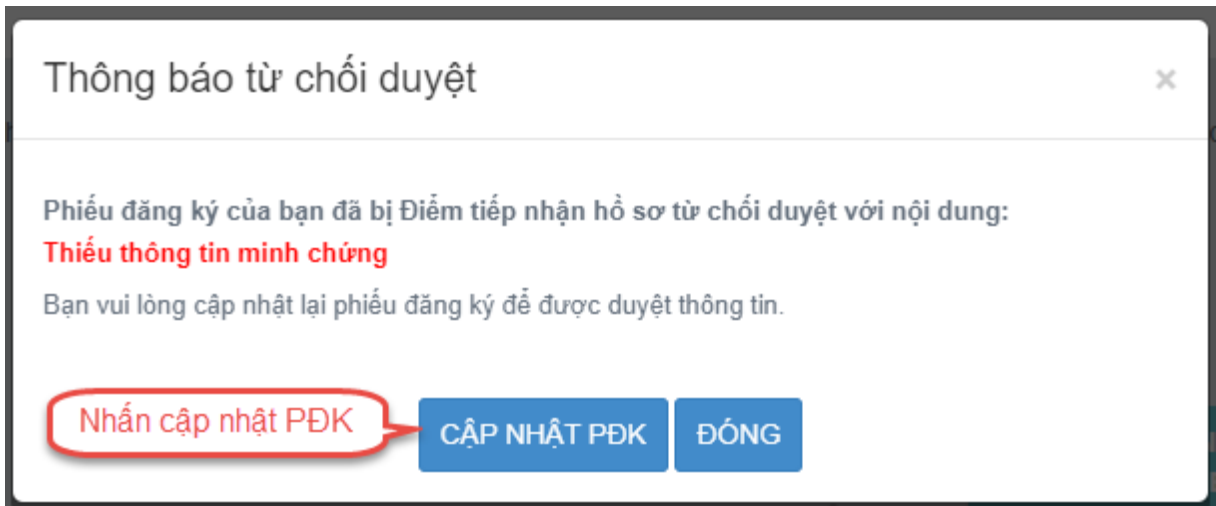 Thông báo từ chối duyệt
×
Phiếu đăng ký của bạn đã bị Điểm tiếp nhận hồ sơ từ chối duyệt với nội dung:
Thiếu thông tin minh chứng
Bạn vui lòng cập nhật lại phiếu đăng ký để được duyệt thông tin.
Nhấn cập nhật PĐK
CẬP NHẬT PĐK
ĐÓNG